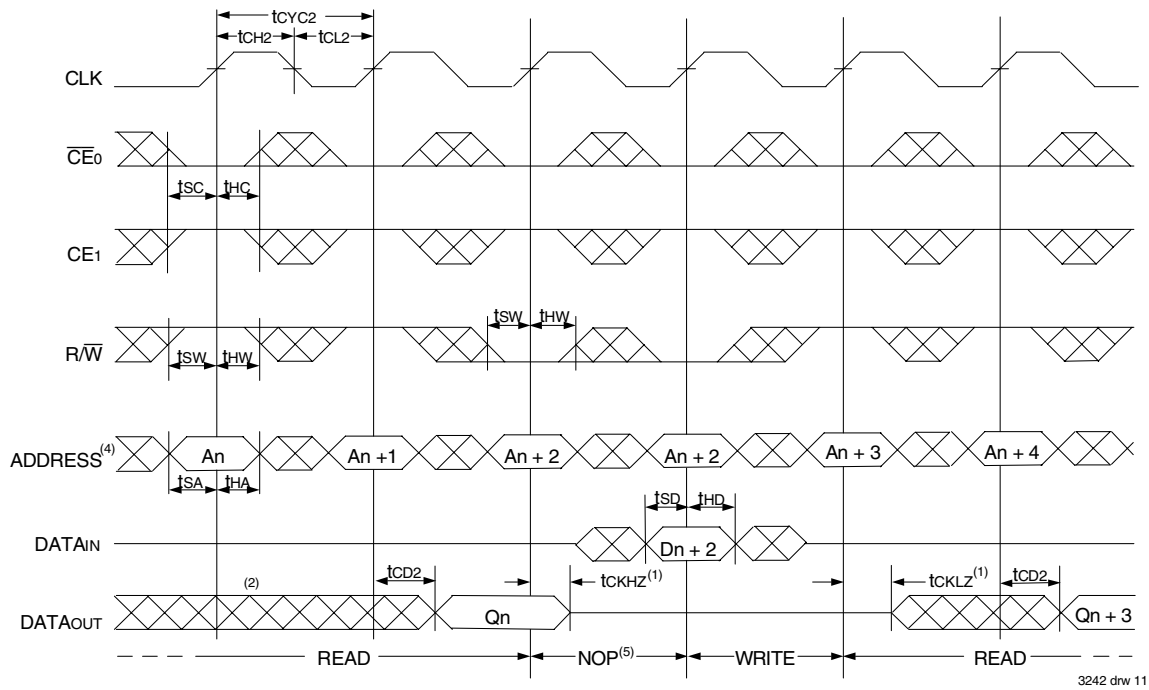 tCYC2
tCH2 tCL2
CLK
CE0
tSC tHC
CE1
tSW tHW
R/W
tSW tHW
ADDRESS(4) An An +1 An + 2 An + 2 An + 3 An + 4
tSA tHA
tSD tHD
DATAIN Dn + 2
(2) tCD2 tCKHZ(1) tCKLZ(1) tCD2
DATAOUT Qn Qn + 3
READ NOP(5) WRITE READ
3242 drw 11